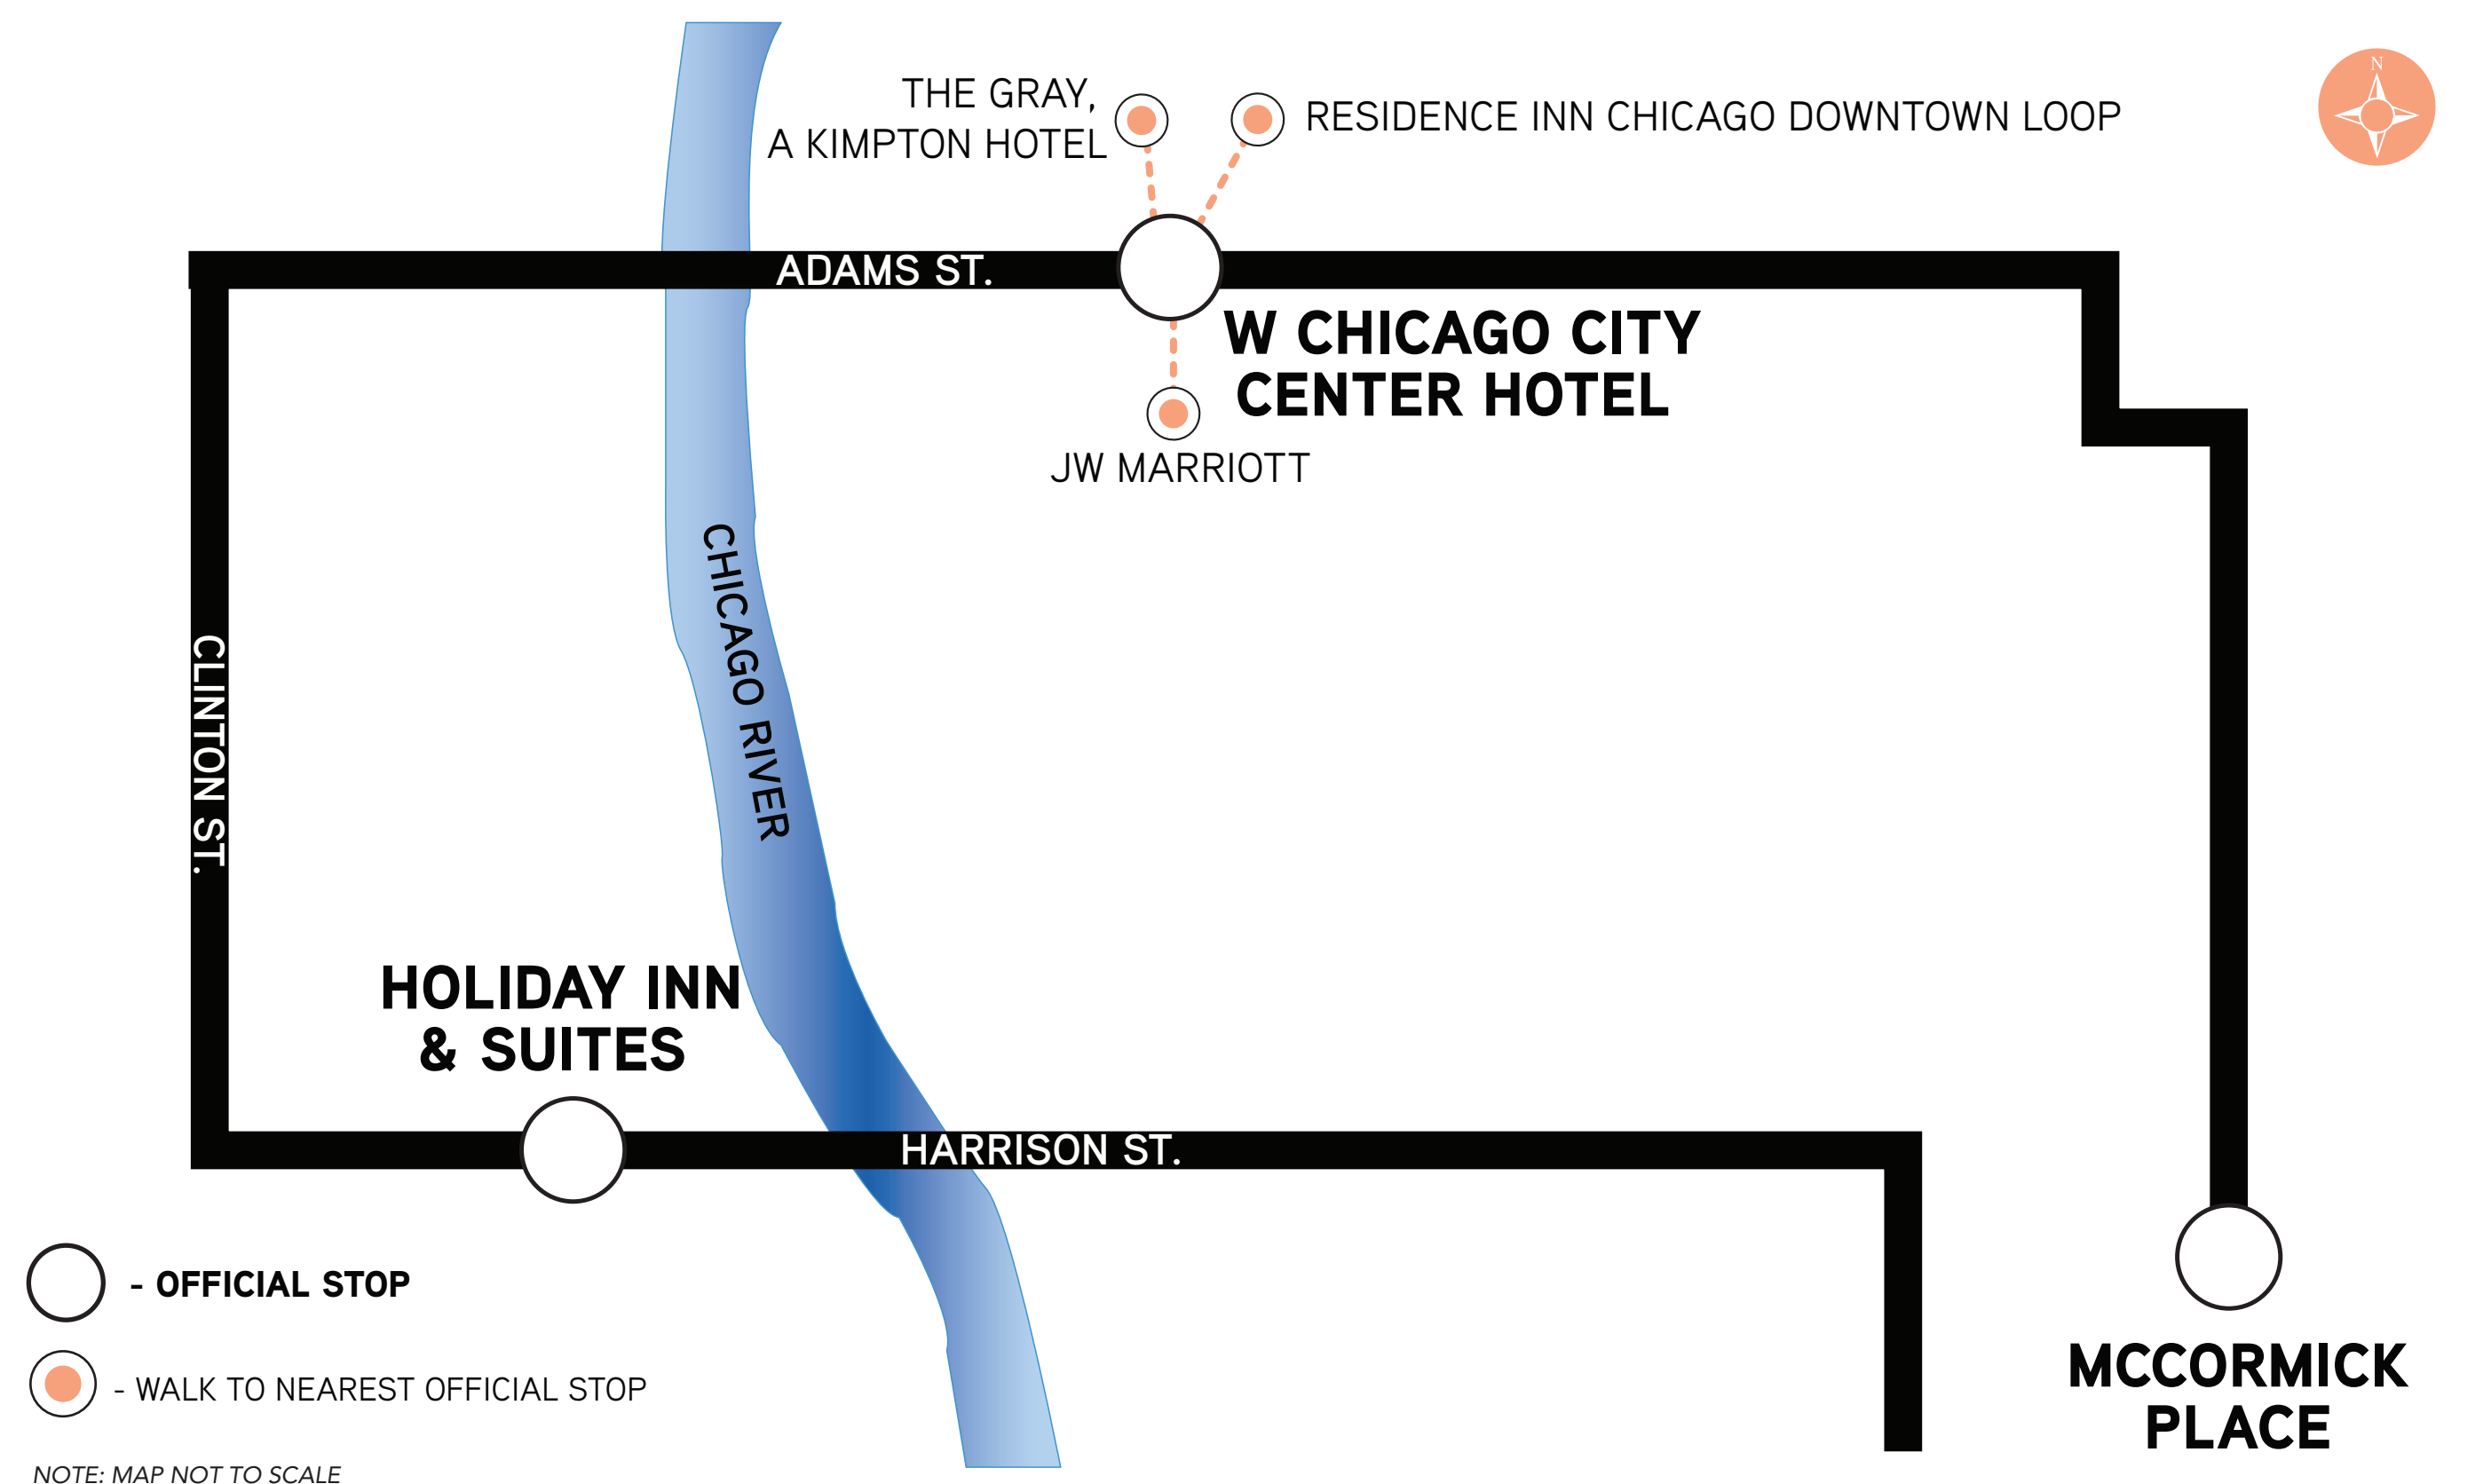 N
THE GRAY,
A KIMPTON HOTEL
RESIDENCE INN CHICAGO DOWNTOWN LOOP
ADAMS ST.
W CHICAGO CITY
CENTER HOTEL
JW MARRIOTT
CHICAGO RIVER
CLINTON ST.
HOLIDAY INN
& SUITES
HARRISON ST.
- OFFICIAL STOP
- WALK TO NEAREST OFFICIAL STOP
MCCORMICK
PLACE
NOTE: MAP NOT TO SCALE